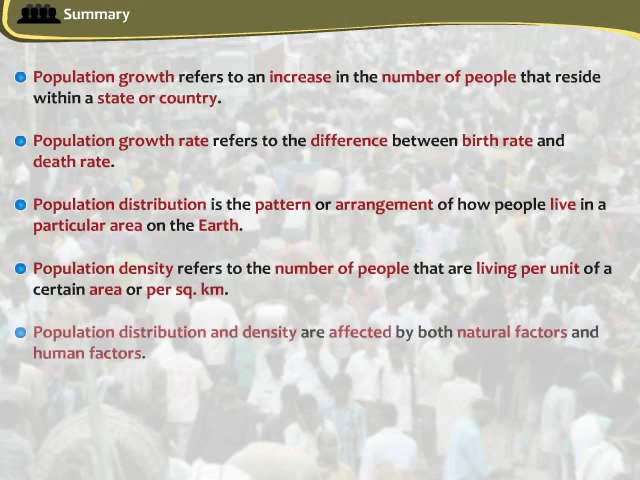 Summary
Population growth refers to an increase in the number of people that reside
within a state or country.
Population growth rate refers to the difference between birth rate and
death rate.
Population distribution is the pattern or arrangement of how people live in a
particular area on the Earth.
Population density refers to the number of people that are living per unit of a
certain area or per sq. km.
Population distribution and density are affected by both natural factors and
human factors.